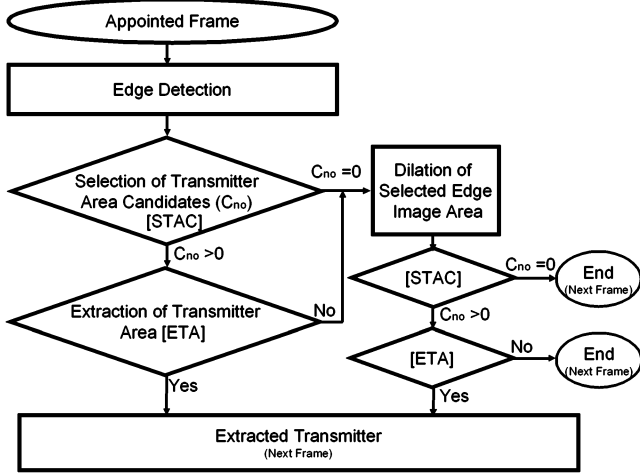 Appointed Frame
Edge Detection
Selection of Transmitter
Area Candidates (Cno)
[STAC]
Cno =0
Cno >0
Extraction of Transmitter
Area [ETA]
No
Yes
Dilation of
Selected Edge
Image Area
[STAC]
Cno =0
End
(Next Frame)
Cno >0
[ETA]
No
End
(Next Frame)
Yes
Extracted Transmitter
(Next Frame)